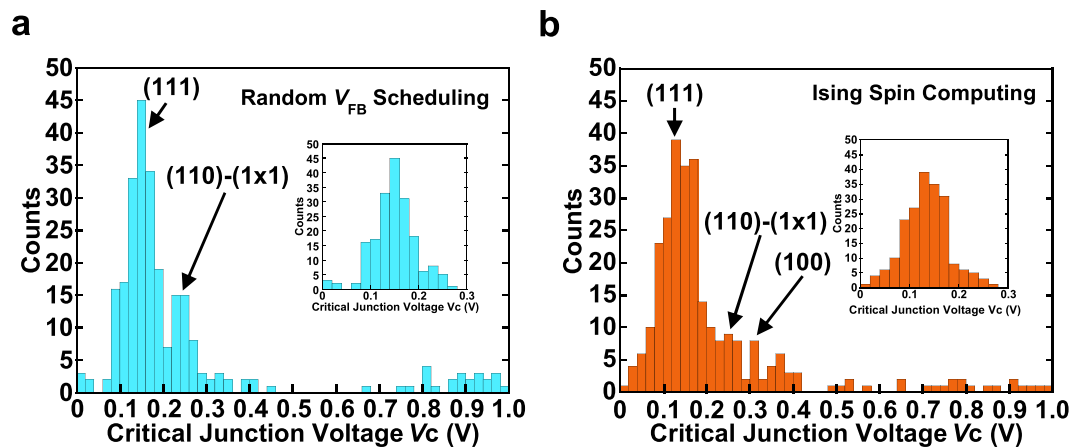 a
50
45
40
35
30
25
20
15
10
5
0
Counts
(111)
Random VFB Scheduling
(110)-(1x1)
50
45
40
35
30
25
20
15
10
5
0
Counts
0 0.1 0.2 0.3
Critical Junction Voltage Vc (V)
0 0.1 0.2 0.3 0.4 0.5 0.6 0.7 0.8 0.9 1.0
Critical Junction Voltage Vc (V)
b
50
45
40
35
30
25
20
15
10
5
0
Counts
(111)
Ising Spin Computing
(110)-(1x1)
(100)
50
45
40
35
30
25
20
15
10
5
0
Counts
0 0.1 0.2 0.3
Critical Junction Voltage Vc (V)
0 0.1 0.2 0.3 0.4 0.5 0.6 0.7 0.8 0.9 1.0
Critical Junction Voltage Vc (V)